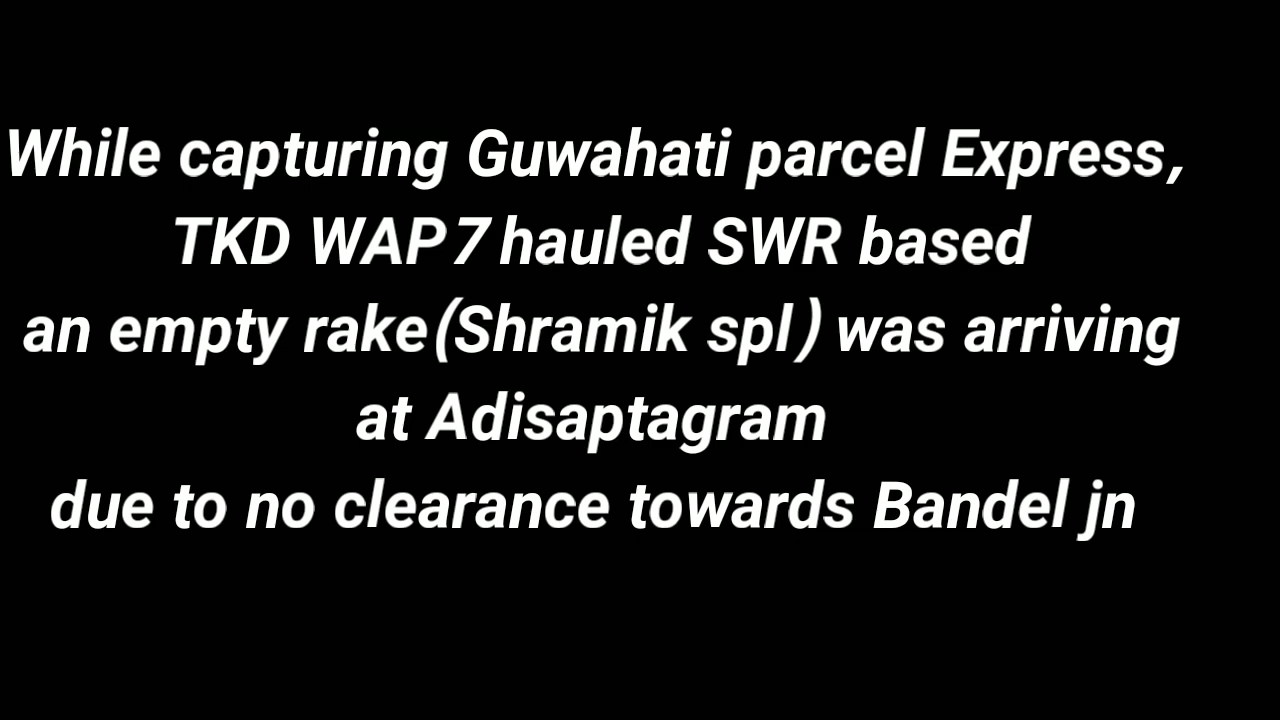 While capturing Guwahati parcel Express,
TKD WAP7 hauled SWR based
an empty rake(Shramik spl) was arriving
at Adisaptagram
due to no clearance towards Bandel jn